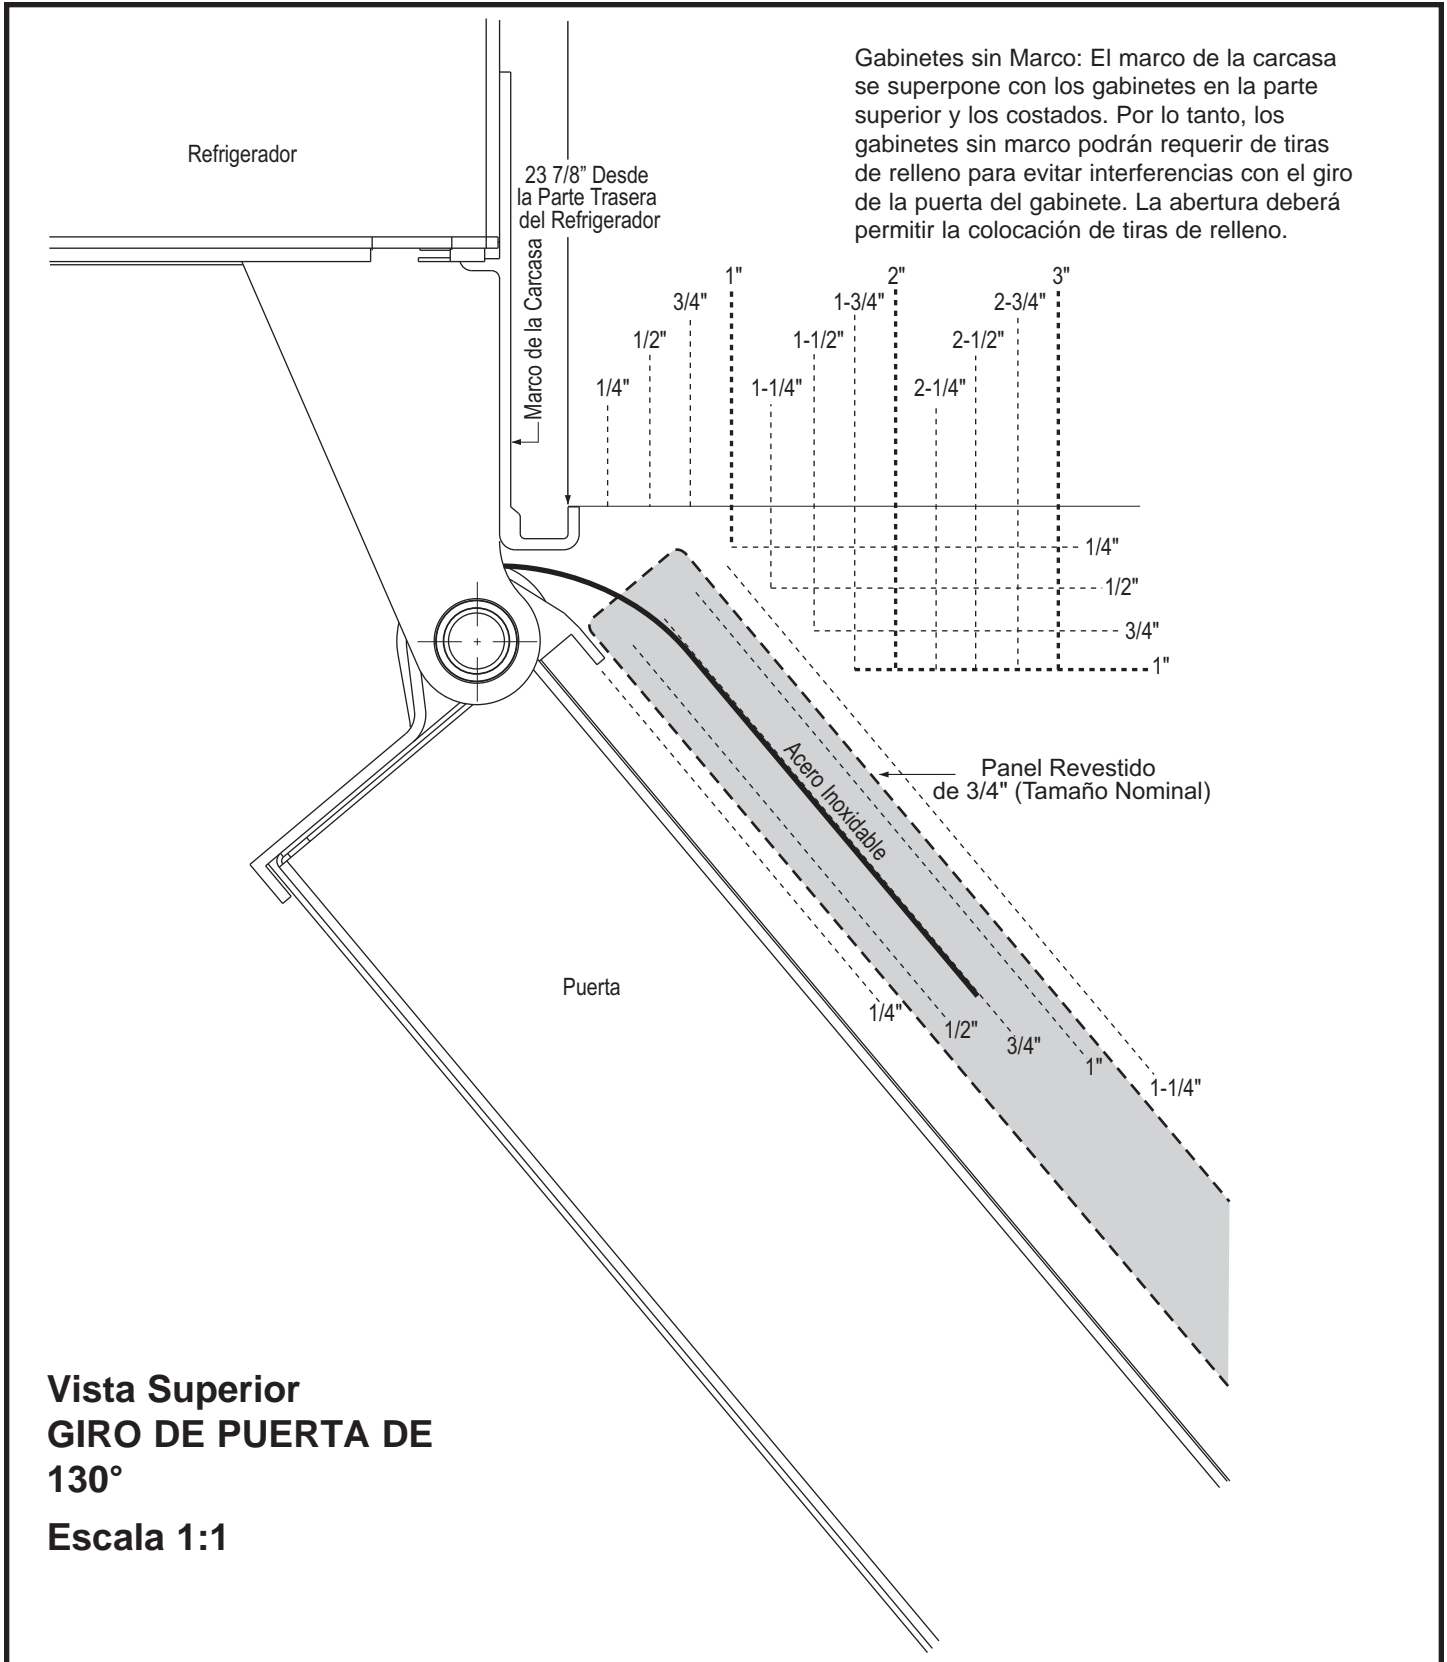 Gabinetes sin Marco: El marco de la carcasa
se superpone con los gabinetes en la parte
superior y los costados. Por lo tanto, los
gabinetes sin marco podrán requerir de tiras
de relleno para evitar interferencias con el giro
de la puerta del gabinete. La abertura deberá
permitir la colocación de tiras de relleno.
Refrigerador
23 7/8” Desde
la Parte Trasera
del Refrigerador
Marco de la Carcasa
1/4"
1/2"
3/4"
1"
1-1/4"
1-1/2"
1-3/4"
2"
2-1/4"
2-1/2"
2-3/4"
3"
1/4"
1/2"
3/4"
1"
Panel Revestido
de 3/4" (Tamaño Nominal)
Acero Inoxidable
Puerta
1/4"
1/2"
3/4"
1"
1-1/4"
Vista Superior
GIRO DE PUERTA DE
130°
Escala 1:1